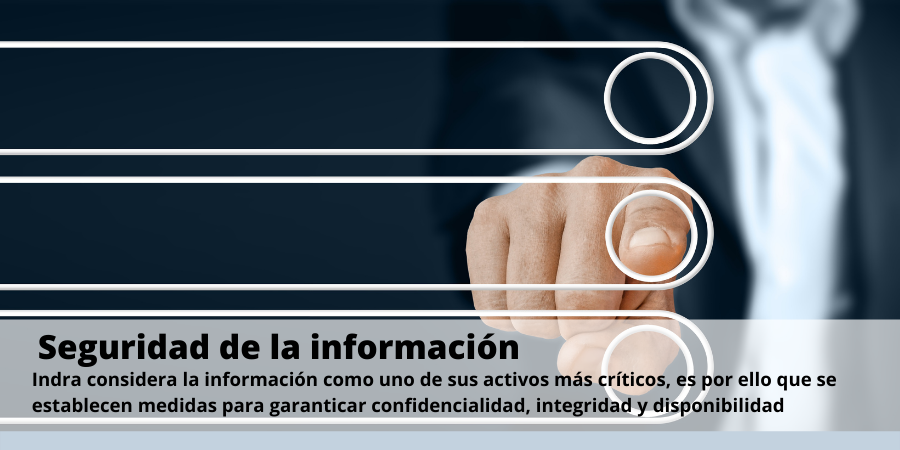 Seguridad de la información
Indra considera la información como uno de sus activos más críticos, es por ello que se
establecen medidas para garanticar confidencialidad, integridad y disponibilidad